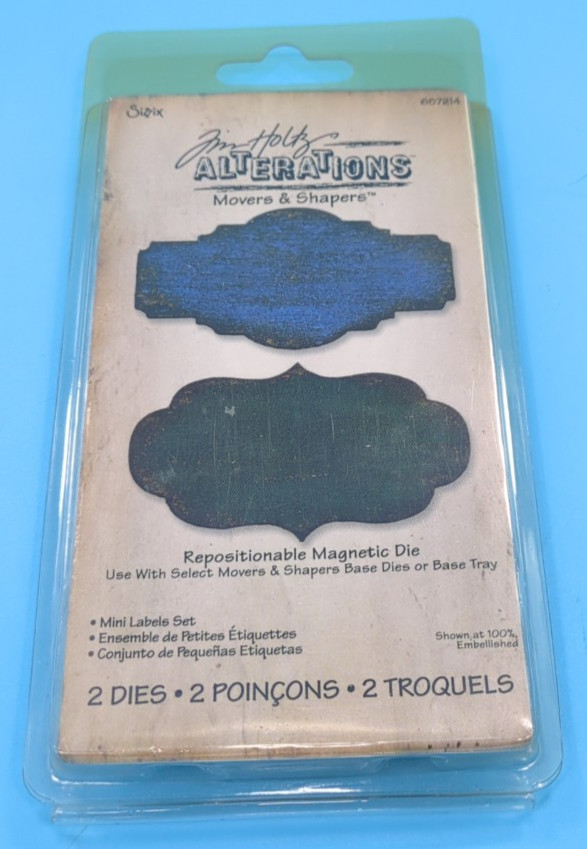 Sizzix
657214
Tim Holtz
ALTERATIONS
Movers & Shapers™
Repositionable Magnetic Die
Use With Select Movers & Shapers Base Dies or Base Tray
• Mini Labels Set
• Ensemble de Petites Étiquettes
• Conjunto de Pequeñas Etiquetas
Shown at 100%,
Embellished
2 DIES • 2 POINÇONS • 2 TROQUELS